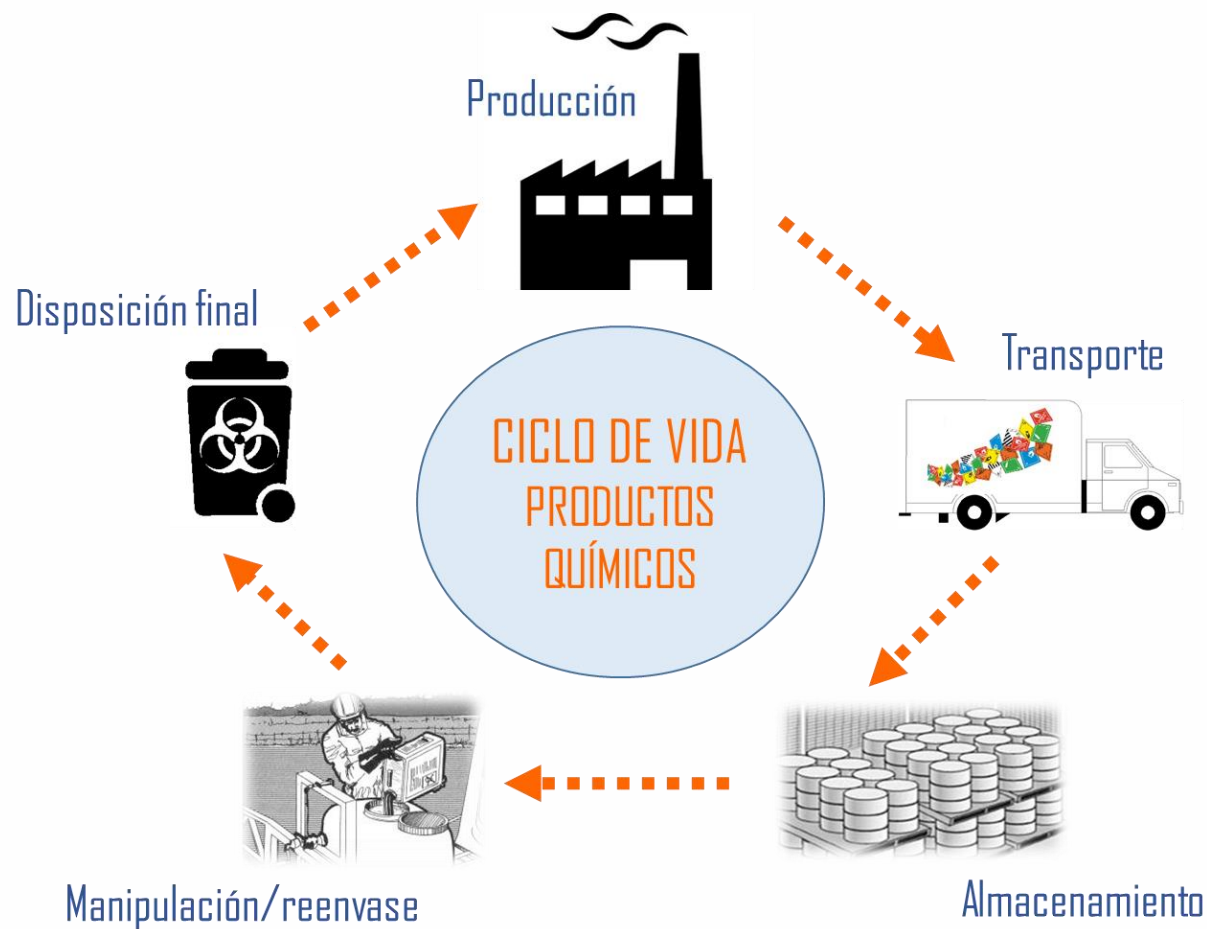 Producción
Disposición final
Transporte
CICLO DE VIDA
PRODUCTOS
QUÍMICOS
Manipulación/reenvase
Almacenamiento